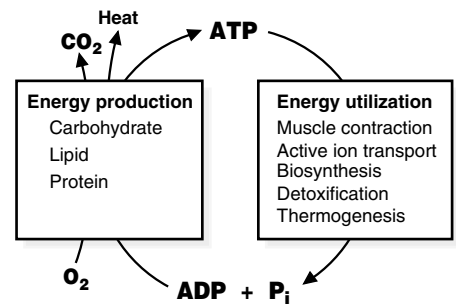 Heat
CO₂
ATP
Energy production
Carbohydrate
Lipid
Protein
Energy utilization
Muscle contraction
Active ion transport
Biosynthesis
Detoxification
Thermogenesis
O₂
ADP + Pᵢ